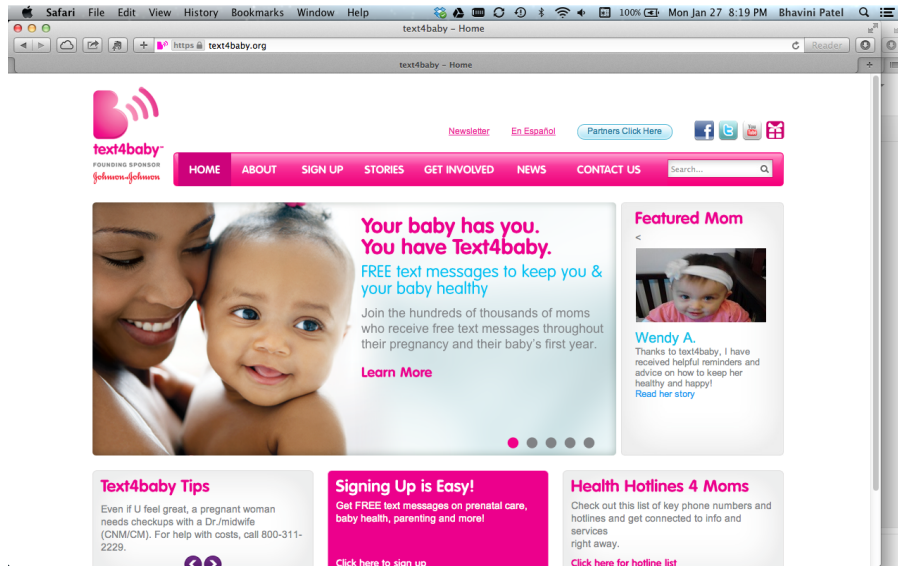 Safari File Edit View History Bookmarks Window Help 100% Mon Jan 27 8:19 PM Bhavini Patel
text4baby – Home
https text4baby.org Reader
text4baby – Home
Newsletter En Español Partners Click Here
text4baby
FOUNDING SPONSOR
Johnson & Johnson
HOME ABOUT SIGN UP STORIES GET INVOLVED NEWS CONTACT US Search...
Your baby has you.
You have Text4baby.
FREE text messages to keep you &
your baby healthy
Join the hundreds of thousands of moms
who receive free text messages throughout
their pregnancy and their baby's first year.
Learn More
Featured Mom
<
Wendy A.
Thanks to text4baby, I have
received helpful reminders and
advice on how to keep her
healthy and happy!
Read her story
Text4baby Tips
Even if U feel great, a pregnant woman
needs checkups with a Dr./midwife
(CNM/CM). For help with costs, call 800-311-
2229.
Signing Up is Easy!
Get FREE text messages on prenatal care,
baby health, parenting and more!
Click here to sign up
Health Hotlines 4 Moms
Check out this list of key phone numbers and
hotlines and get connected to info and
services
right away.
Click here for hotline list